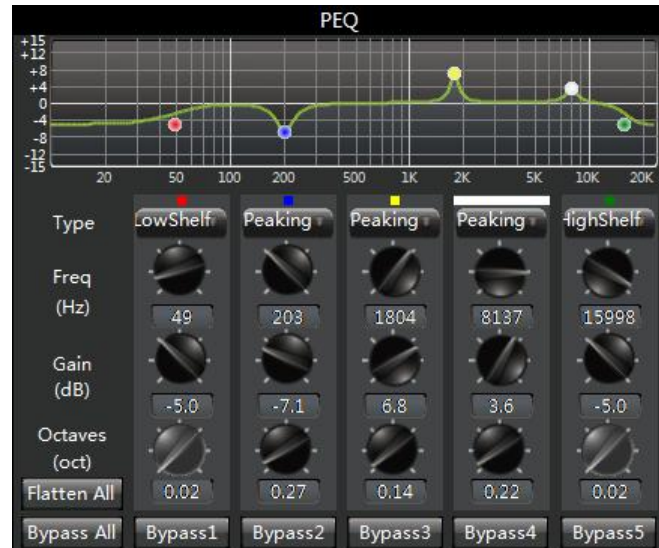 PEQ
+15
+12
+8
+4
0
-4
-8
-12
-15
20 50 100 200 500 1K 2K 5K 10K 20K
Type LowShelf Peaking Peaking Peaking HighShelf
Freq
(Hz)
49 203 1804 8137 15998
Gain
(dB)
-5.0 -7.1 6.8 3.6 -5.0
Octaves
(oct)
Flatten All 0.02 0.27 0.14 0.22 0.02
Bypass All Bypass1 Bypass2 Bypass3 Bypass4 Bypass5